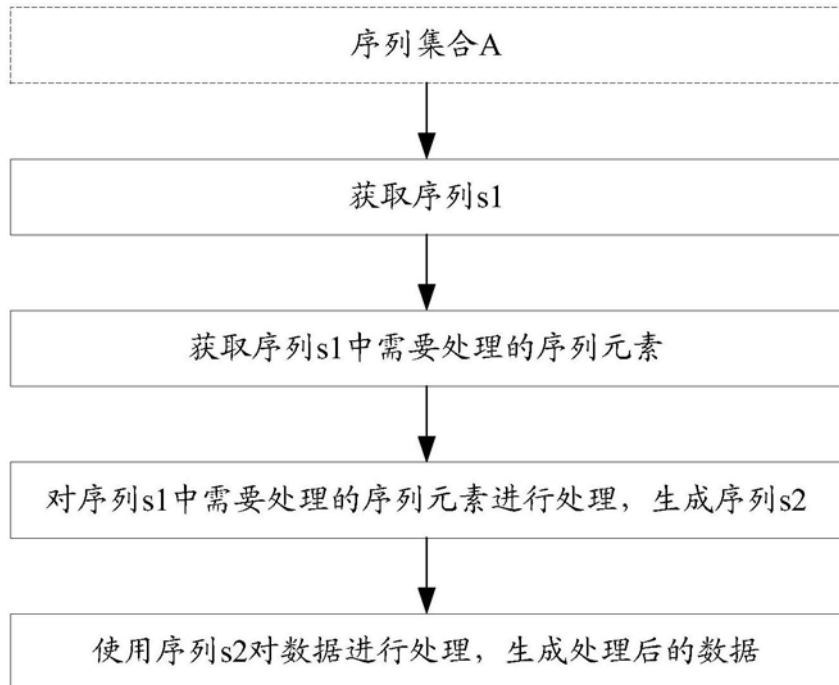 序列集合A
获取序列s1
获取序列s1中需要处理的序列元素
对序列s1中需要处理的序列元素进行处理，生成序列s2
使用序列s2对数据进行处理，生成处理后的数据